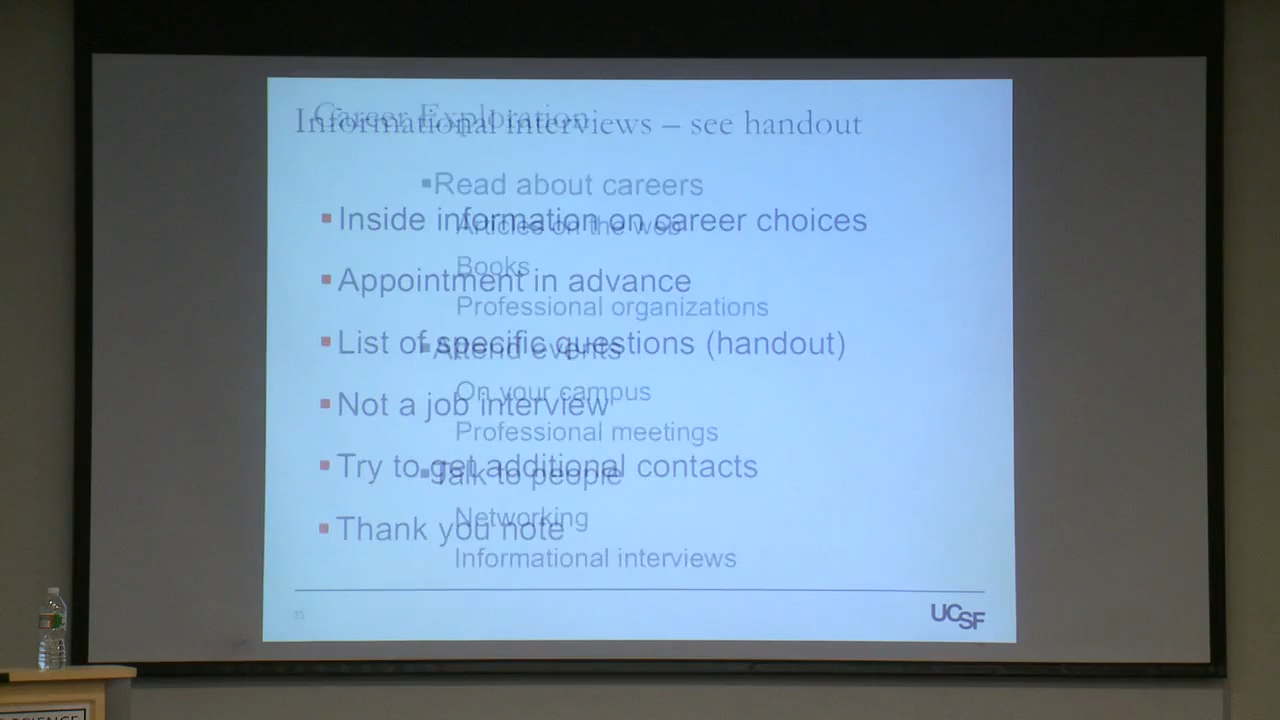 Career Exploration
Informational interviews – see handout
▪Read about careers
▪ Inside information on career choices
Articles on the web
Books
▪ Appointment in advance
Professional organizations
▪ List of specific questions (handout)
▪Attend events
On your campus
▪ Not a job interview
Professional meetings
▪ Try to get additional contacts
▪Talk to people
Networking
▪ Thank you note
Informational interviews
UCSF
SCIENCE